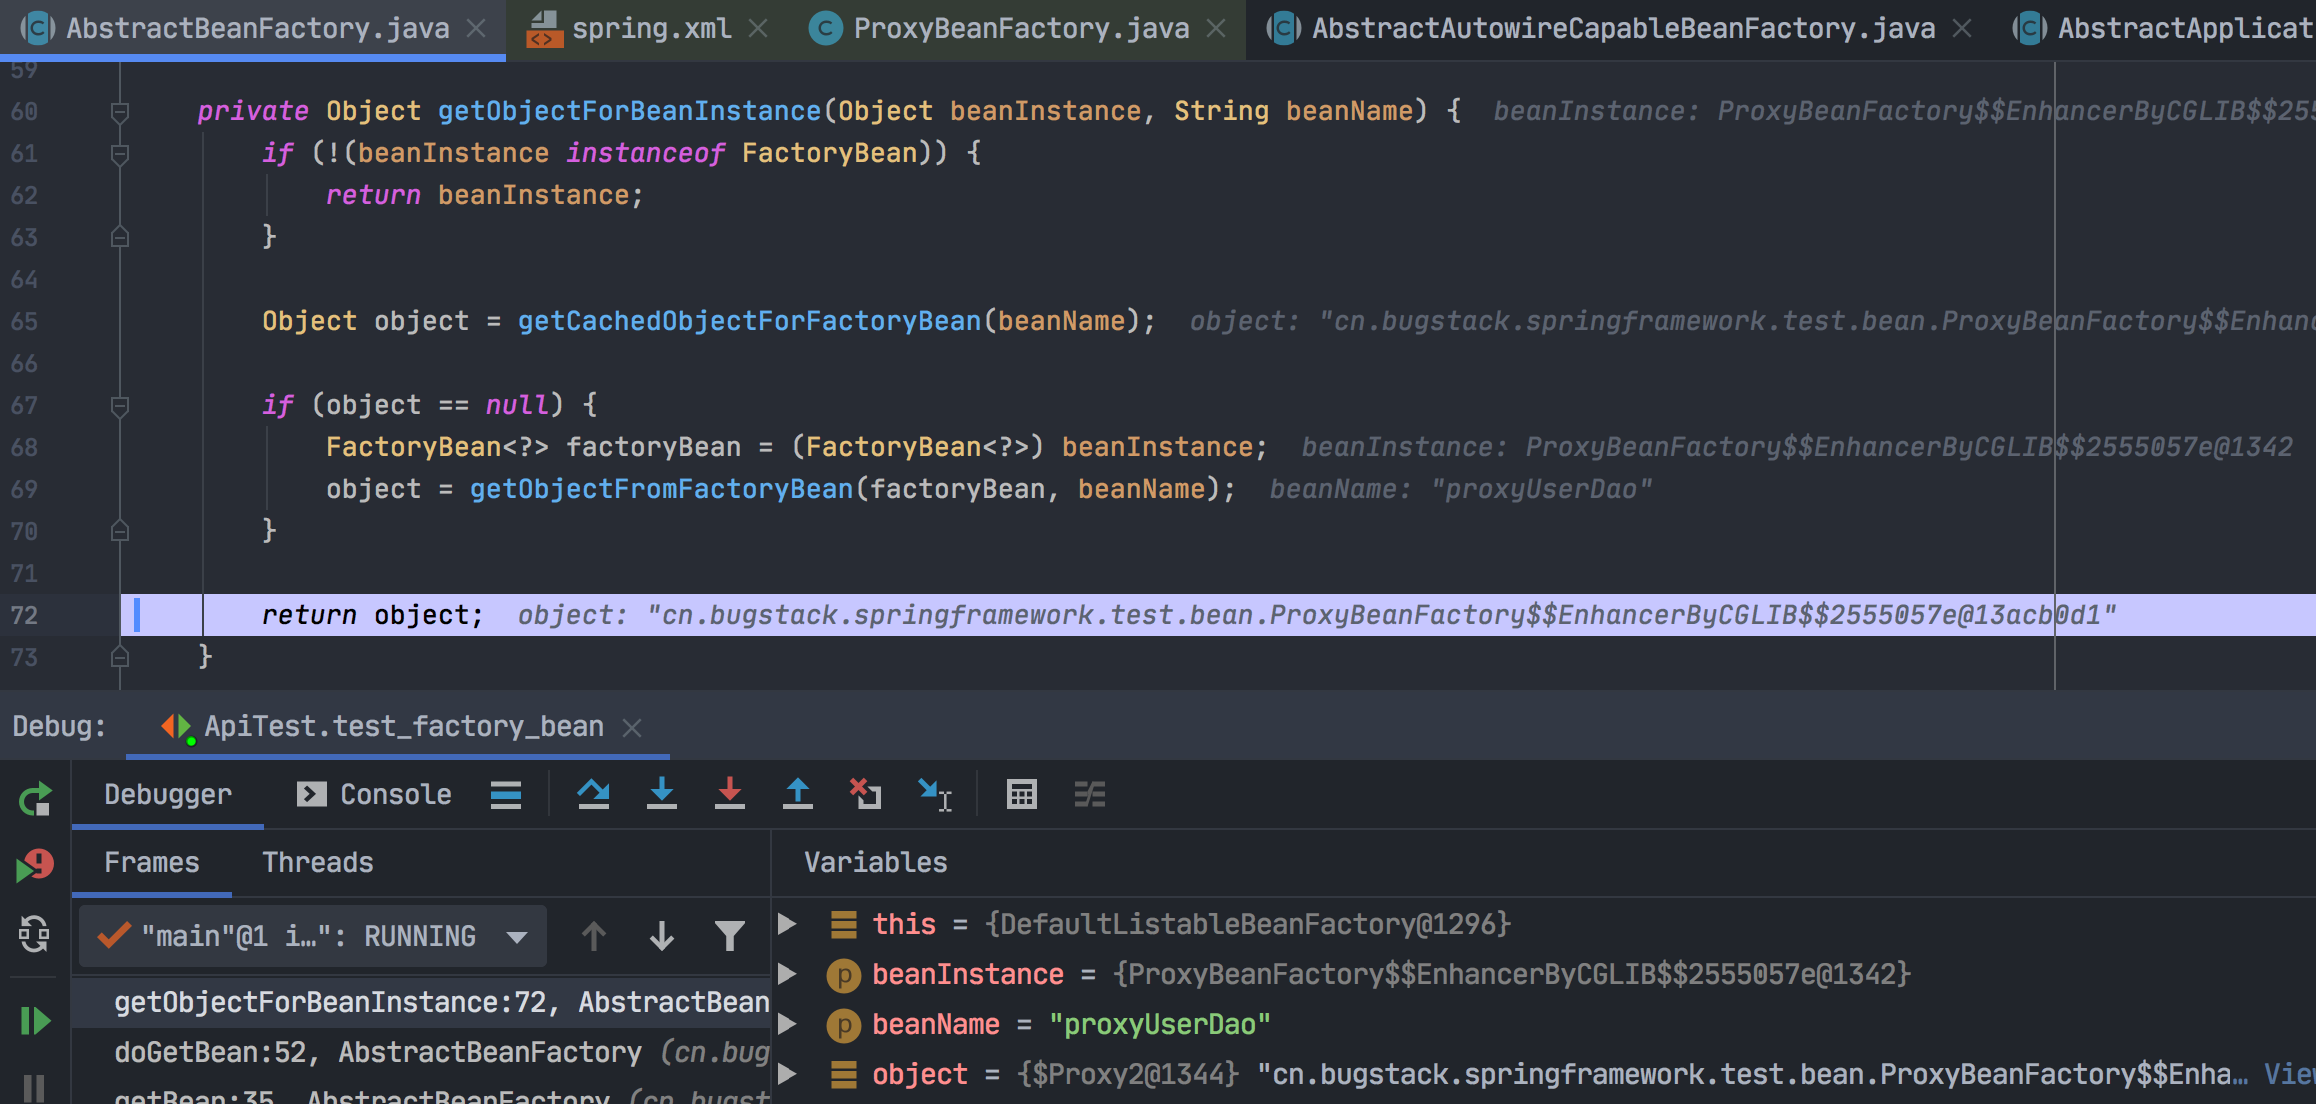 AbstractBeanFactory.java spring.xml ProxyBeanFactory.java AbstractAutowireCapableBeanFactory.java AbstractApplicat
59
60 private Object getObjectForBeanInstance(Object beanInstance, String beanName) { beanInstance: ProxyBeanFactory$$EnhancerByCGLIB$$255
61 if (!(beanInstance instanceof FactoryBean)) {
62 return beanInstance;
63 }
64
65 Object object = getCachedObjectForFactoryBean(beanName); object: "cn.bugstack.springframework.test.bean.ProxyBeanFactory$$Enhanc
66
67 if (object == null) {
68 FactoryBean<?> factoryBean = (FactoryBean<?>) beanInstance; beanInstance: ProxyBeanFactory$$EnhancerByCGLIB$$2555057e@1342
69 object = getObjectFromFactoryBean(factoryBean, beanName); beanName: "proxyUserDao"
70 }
71
72 return object; object: "cn.bugstack.springframework.test.bean.ProxyBeanFactory$$EnhancerByCGLIB$$2555057e@13acb0d1"
73 }
Debug: ApiTest.test_factory_bean
Debugger Console
Frames Threads Variables
"main"@1 i…": RUNNING
this = {DefaultListableBeanFactory@1296}
beanInstance = {ProxyBeanFactory$$EnhancerByCGLIB$$2555057e@1342}
getObjectForBeanInstance:72, AbstractBean
beanName = "proxyUserDao"
doGetBean:52, AbstractBeanFactory (cn.bug
object = {$Proxy2@1344} "cn.bugstack.springframework.test.bean.ProxyBeanFactory$$Enha… View
getBean:35, AbstractBeanFactory (cn.bugst